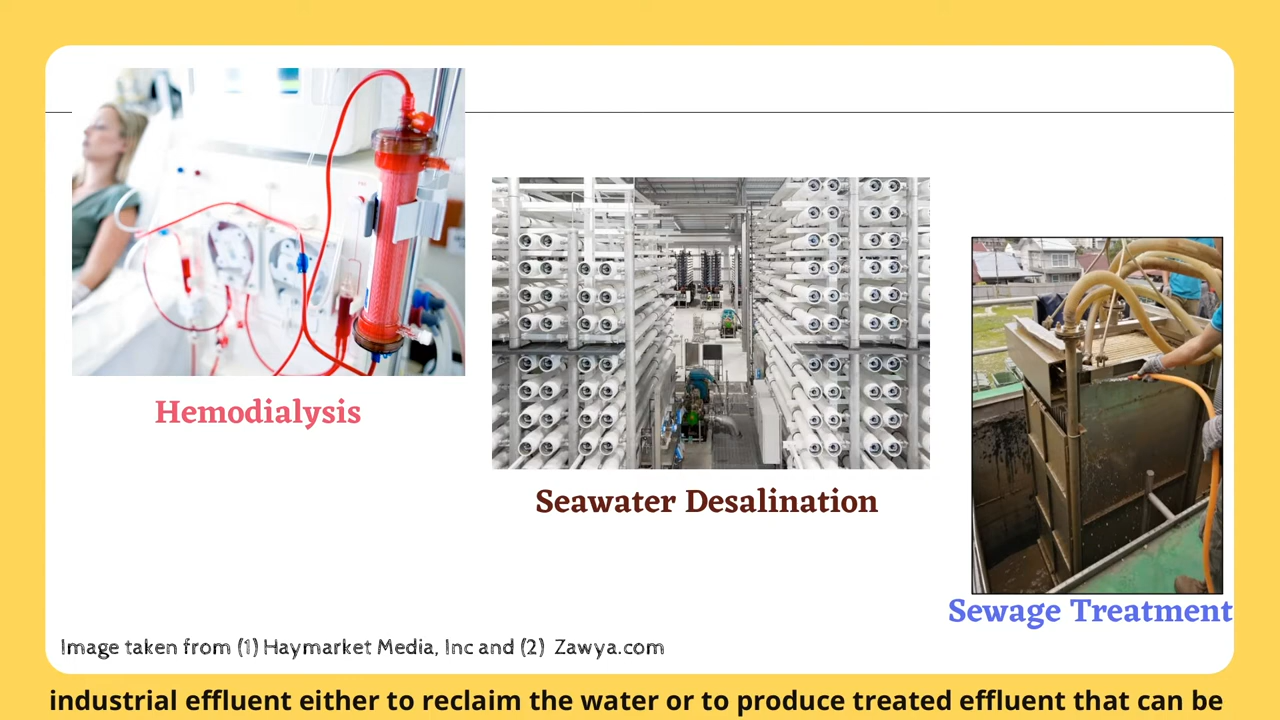 Hemodialysis
Seawater Desalination
Sewage Treatment
Image taken from (1) Haymarket Media, Inc and (2) Zawya.com
industrial effluent either to reclaim the water or to produce treated effluent that can be